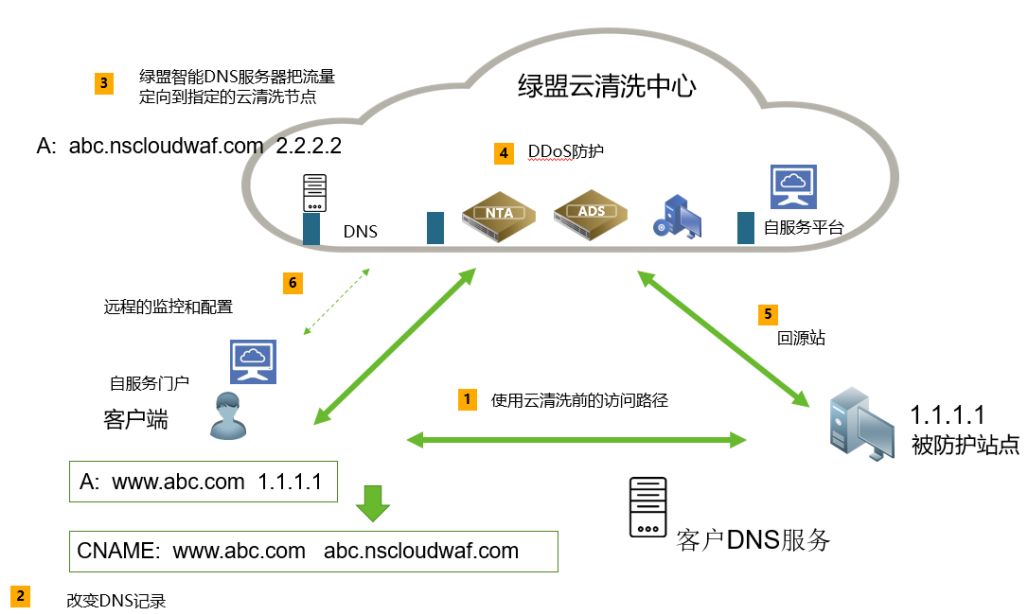 绿盟云清洗中心
3
绿盟智能DNS服务器把流量
定向到指定的云清洗节点
A: abc.nscloudwaf.com 2.2.2.2
4
DDoS防护
NTA
ADS
DNS
自服务平台
6
远程的监控和配置
5
回源站
自服务门户
客户端
1
使用云清洗前的访问路径
1.1.1.1
被防护站点
A: www.abc.com 1.1.1.1
客户DNS服务
CNAME: www.abc.com abc.nscloudwaf.com
2
改变DNS记录